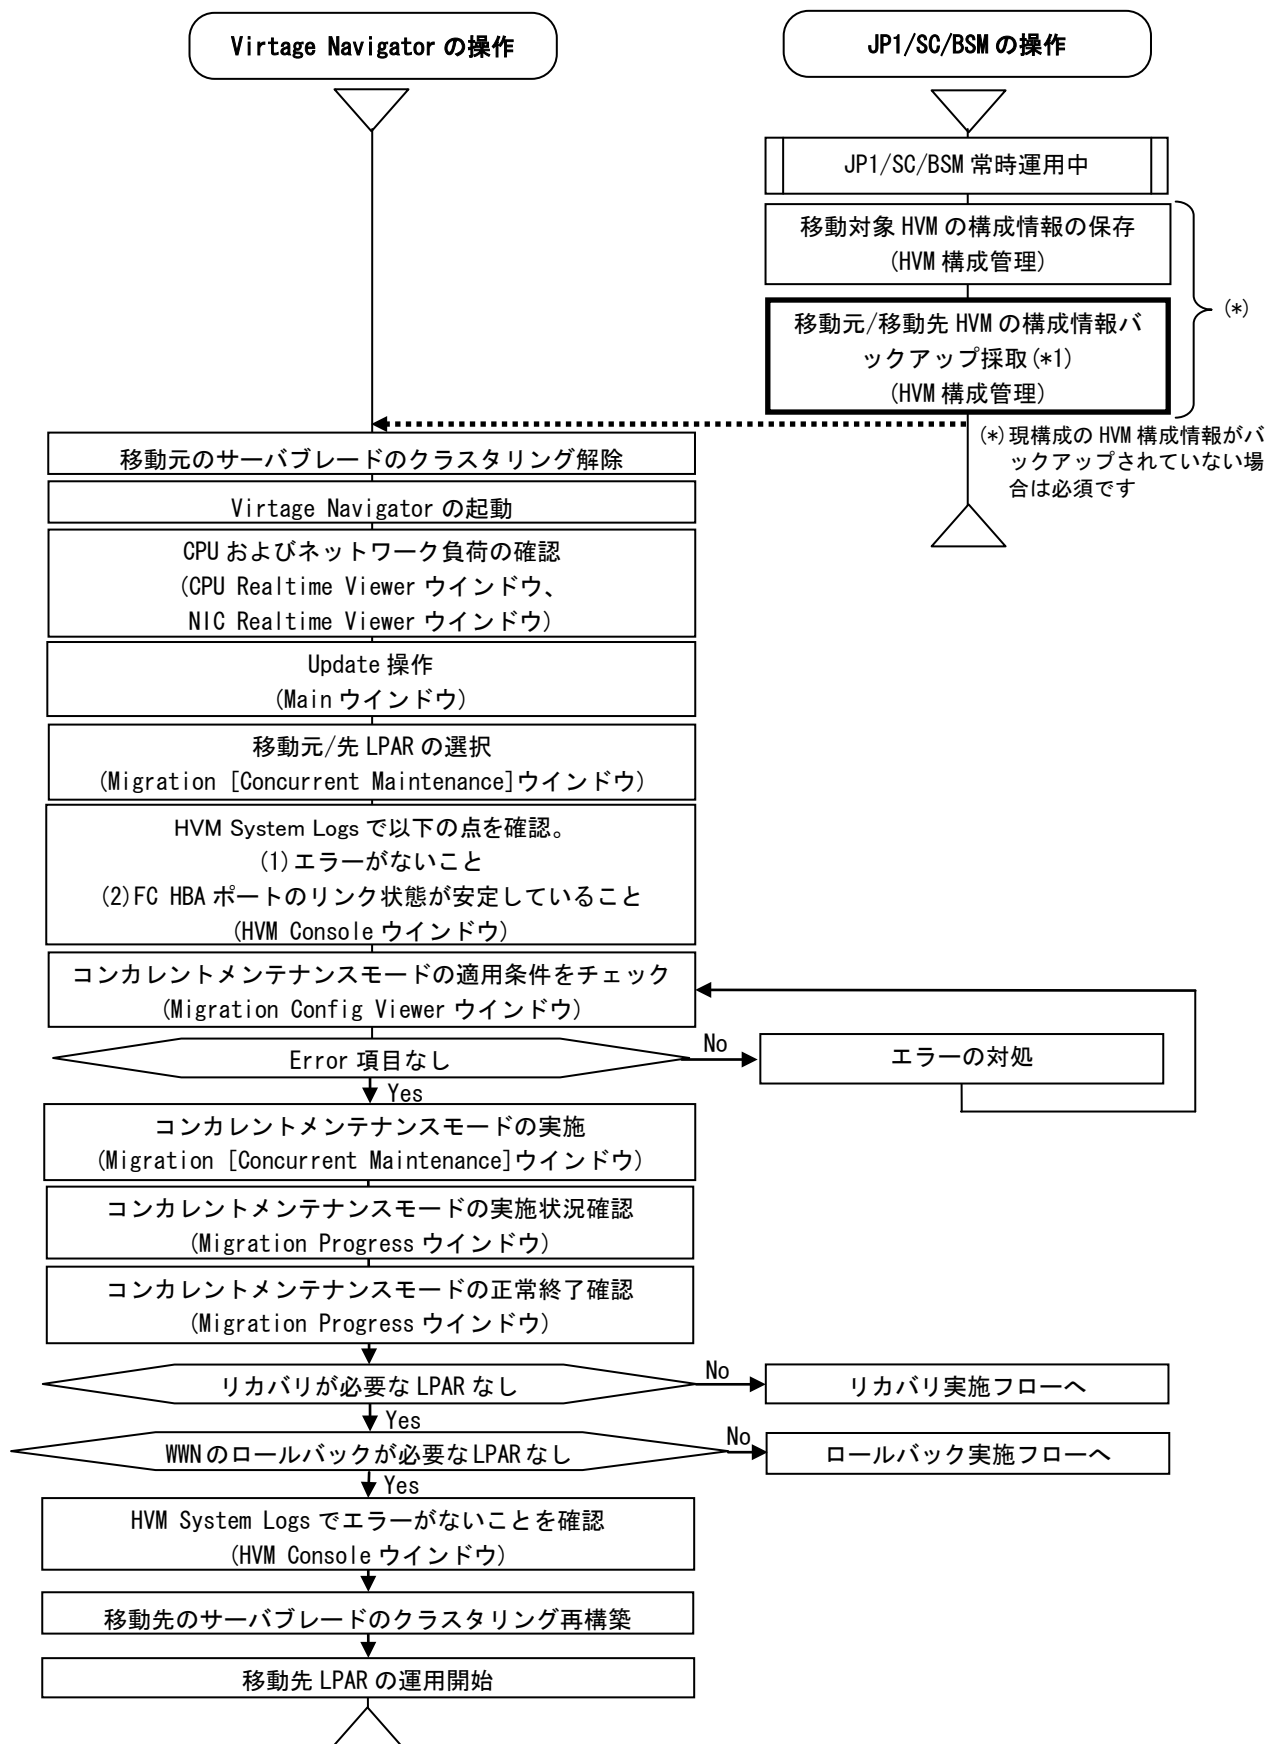 Virtage Navigator の操作
JP1/SC/BSM の操作
JP1/SC/BSM 常時運用中
移動対象 HVM の構成情報の保存
(HVM 構成管理)
移動元/移動先 HVM の構成情報バ
ックアップ採取(*1)
(HVM 構成管理)
(*)
(*)現構成の HVM 構成情報がバ
ックアップされていない場
合は必須です
移動元のサーバブレードのクラスタリング解除
Virtage Navigator の起動
CPU およびネットワーク負荷の確認
(CPU Realtime Viewer ウインドウ、
NIC Realtime Viewer ウインドウ)
Update 操作
(Main ウインドウ)
移動元/先 LPAR の選択
(Migration [Concurrent Maintenance]ウインドウ)
HVM System Logs で以下の点を確認。
(1)エラーがないこと
(2)FC HBA ポートのリンク状態が安定していること
(HVM Console ウインドウ)
コンカレントメンテナンスモードの適用条件をチェック
(Migration Config Viewer ウインドウ)
Error 項目なし
No
エラーの対処
Yes
コンカレントメンテナンスモードの実施
(Migration [Concurrent Maintenance]ウインドウ)
コンカレントメンテナンスモードの実施状況確認
(Migration Progress ウインドウ)
コンカレントメンテナンスモードの正常終了確認
(Migration Progress ウインドウ)
リカバリが必要な LPAR なし
No
リカバリ実施フローへ
Yes
WWN のロールバックが必要な LPAR なし
No
ロールバック実施フローへ
Yes
HVM System Logs でエラーがないことを確認
(HVM Console ウインドウ)
移動先のサーバブレードのクラスタリング再構築
移動先 LPAR の運用開始